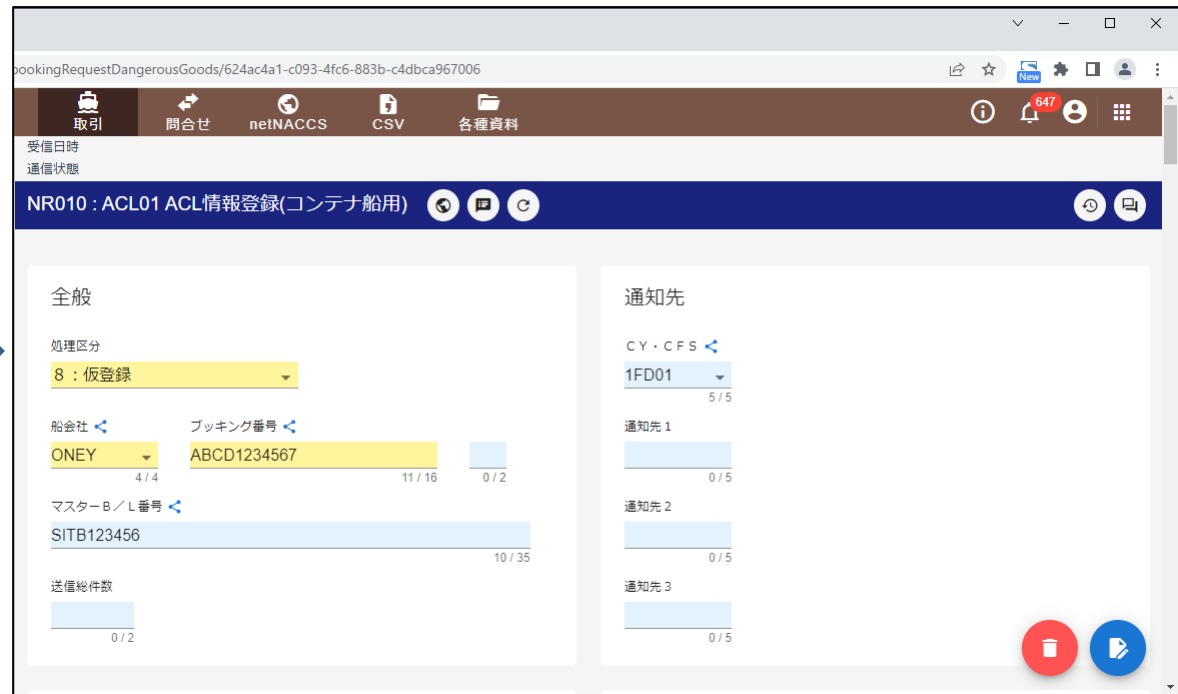 bookingRequestDangerousGoods/624ac4a1-c093-4fc6-883b-c4dbca967006
New
取引 問合せ netNACCS CSV 各種資料
647
受信日時
通信状態
NR010 : ACL01 ACL情報登録(コンテナ船用)
全般
処理区分
8 : 仮登録
船会社 ブッキング番号
ONEY ABCD1234567
4 / 4 11 / 16 0 / 2
マスターB/L番号
SITB123456
10 / 35
送信総件数
0 / 2
通知先
CY・CFS
1FD01
5 / 5
通知先1
0 / 5
通知先2
0 / 5
通知先3
0 / 5